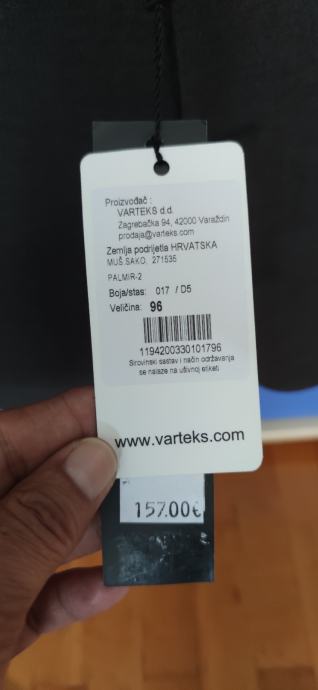 Proizvođač :
VARTEKS d.d.
Zagrebačka 94, 42000 Varaždin
prodaja@varteks.com
Zemlja podrijetla HRVATSKA
MUŠ.SAKO. 271535
PALMIR-2
Boja/stas: 017 / D5
Veličina: 96
1194200330101796
Sirovinski sastav i način održavanja
se nalaze na ušivnoj etiketi
www.varteks.com
157.00€